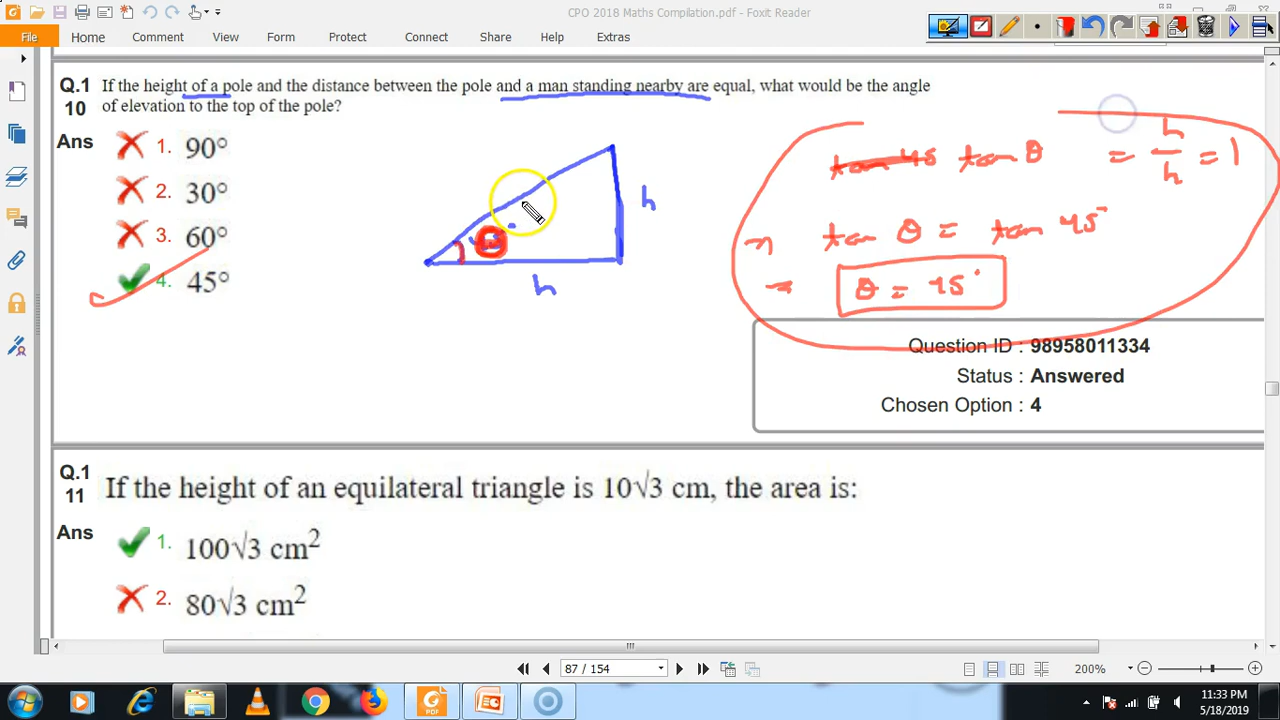 CPO 2018 Maths Compilation.pdf - Foxit Reader
File Home Comment View Form Protect Connect Share Help Extras
Q.1 If the height of a pole and the distance between the pole and a man standing nearby are equal, what would be the angle
10 of elevation to the top of the pole?
Ans 1. 90°
2. 30°
3. 60°
4. 45°
h
h
tan 45 tan θ = h/h = 1
tan θ = tan 45°
θ = 45°
Question ID : 98958011334
Status : Answered
Chosen Option : 4
Q.1
11 If the height of an equilateral triangle is 10√3 cm, the area is:
Ans 1. 100√3 cm²
2. 80√3 cm²
87 / 154
200%
PDF
11:33 PM
5/18/2019